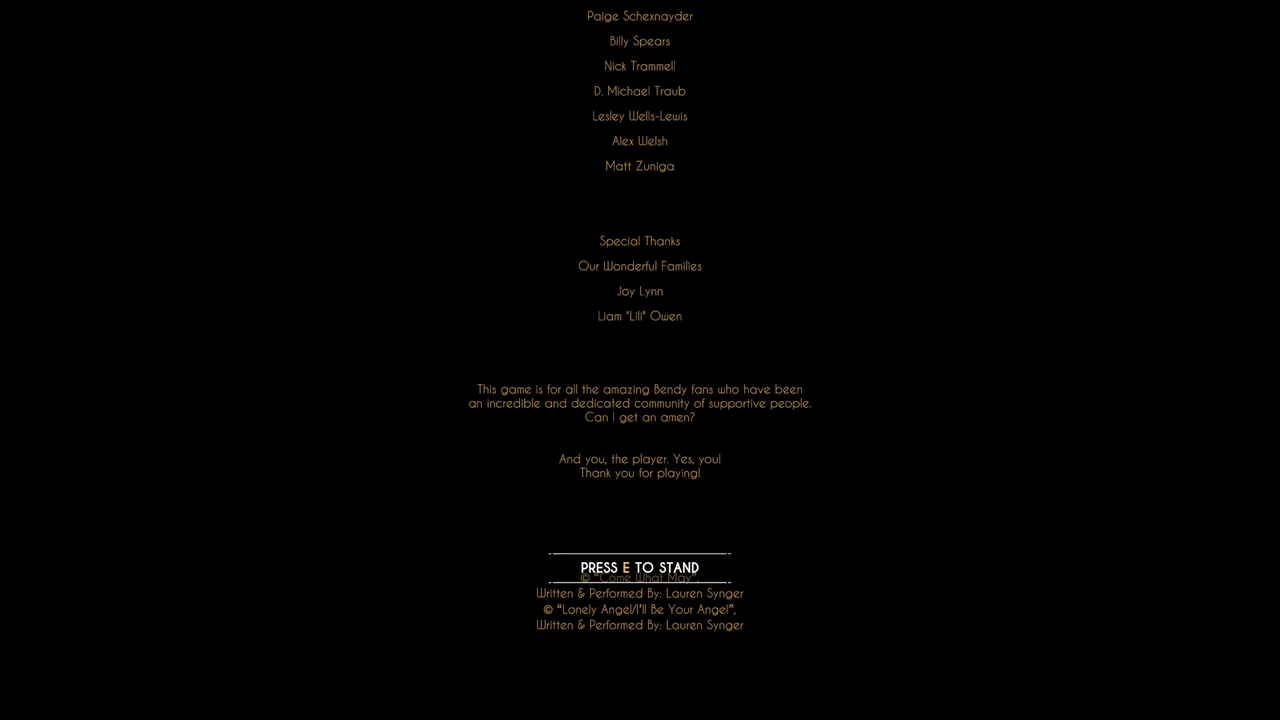 Paige Schexnayder
Billy Spears
Nick Trammell
D. Michael Traub
Lesley Wells-Lewis
Alex Welsh
Matt Zuniga
Special Thanks
Our Wonderful Families
Joy Lynn
Liam "Lili" Owen
This game is for all the amazing Bendy fans who have been
an incredible and dedicated community of supportive people.
Can I get an amen?
And you, the player. Yes, you!
Thank you for playing!
PRESS E TO STAND
© "Come What May",
Written & Performed By: Lauren Synger
© “Lonely Angel/I'll Be Your Angel”,
Written & Performed By: Lauren Synger